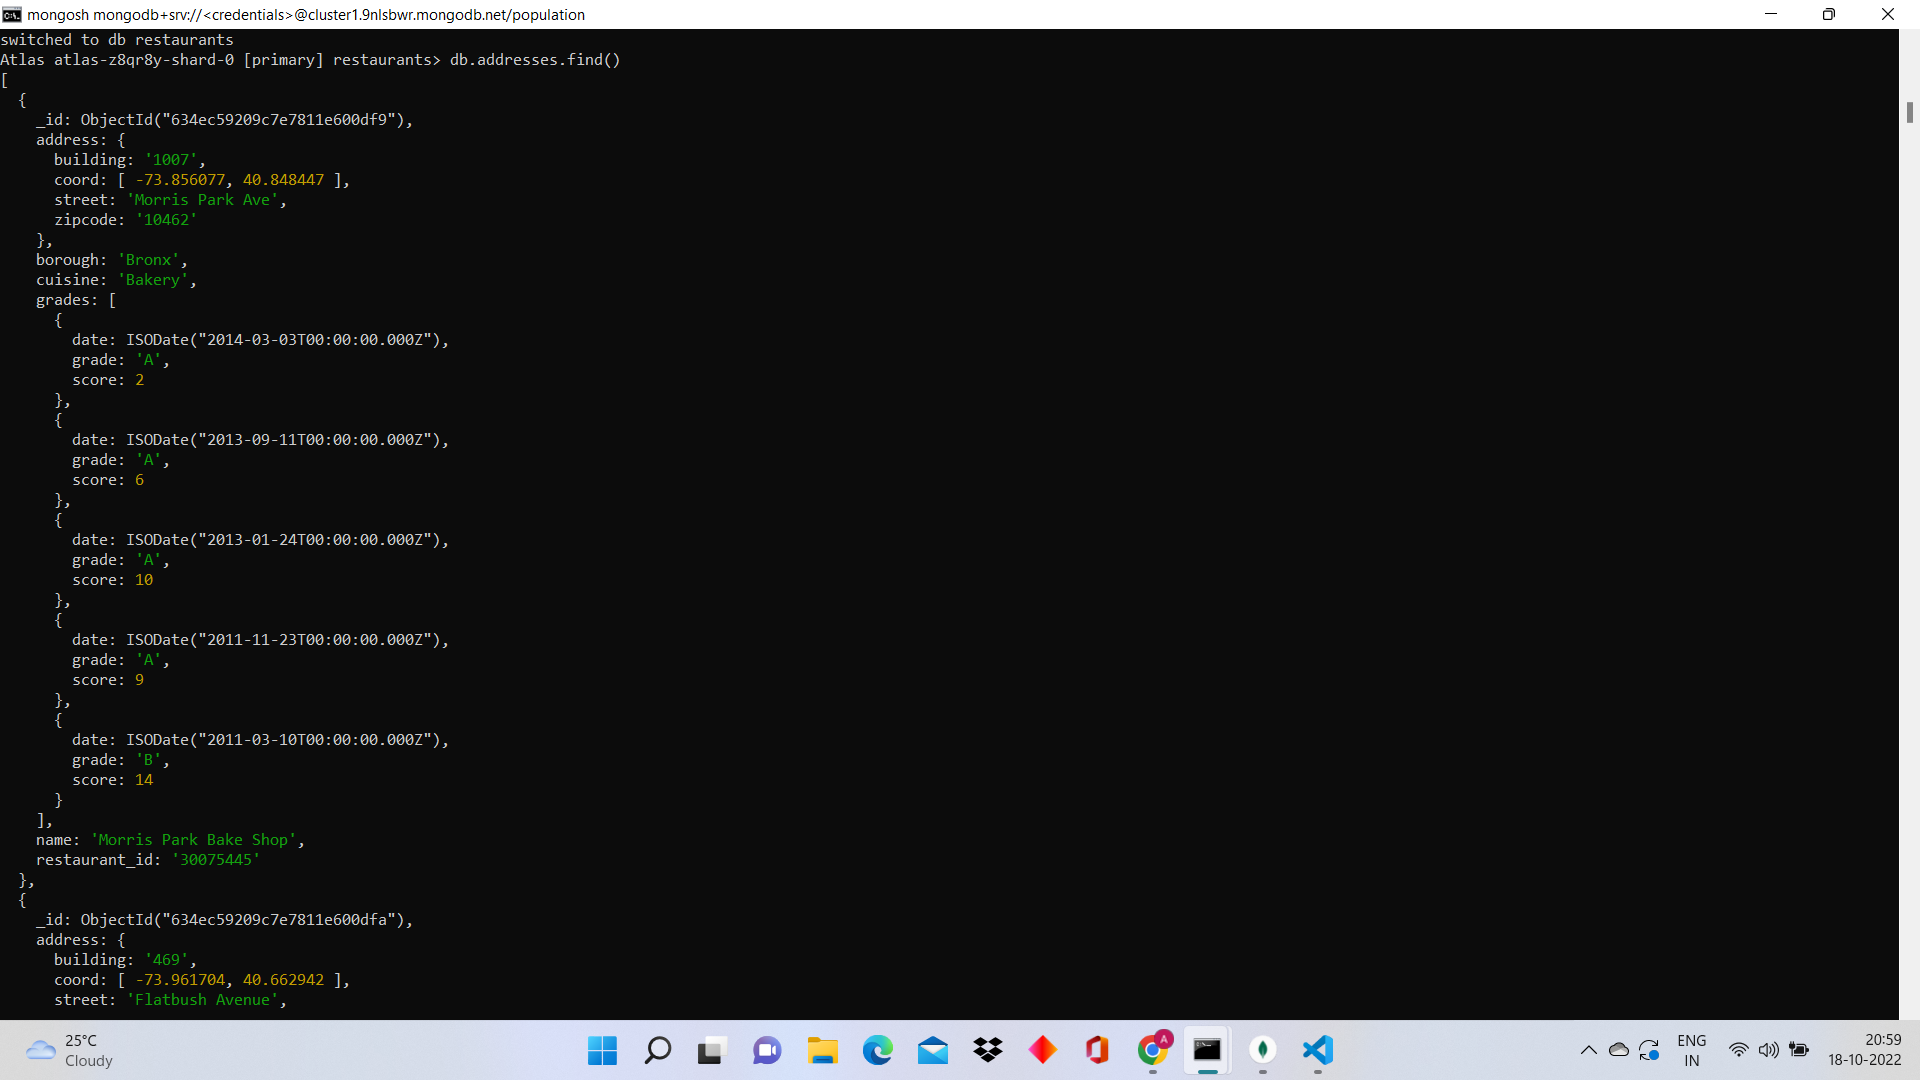 mongosh mongodb+srv://<credentials>@cluster1.9nlsbwr.mongodb.net/population
switched to db restaurants
Atlas atlas-z8qr8y-shard-0 [primary] restaurants> db.addresses.find()
[
  {
    _id: ObjectId("634ec59209c7e7811e600df9"),
    address: {
      building: '1007',
      coord: [ -73.856077, 40.848447 ],
      street: 'Morris Park Ave',
      zipcode: '10462'
    },
    borough: 'Bronx',
    cuisine: 'Bakery',
    grades: [
      {
        date: ISODate("2014-03-03T00:00:00.000Z"),
        grade: 'A',
        score: 2
      },
      {
        date: ISODate("2013-09-11T00:00:00.000Z"),
        grade: 'A',
        score: 6
      },
      {
        date: ISODate("2013-01-24T00:00:00.000Z"),
        grade: 'A',
        score: 10
      },
      {
        date: ISODate("2011-11-23T00:00:00.000Z"),
        grade: 'A',
        score: 9
      },
      {
        date: ISODate("2011-03-10T00:00:00.000Z"),
        grade: 'B',
        score: 14
      }
    ],
    name: 'Morris Park Bake Shop',
    restaurant_id: '30075445'
  },
  {
    _id: ObjectId("634ec59209c7e7811e600dfa"),
    address: {
      building: '469',
      coord: [ -73.961704, 40.662942 ],
      street: 'Flatbush Avenue',
25°C
Cloudy
A
ENG
IN
20:59
18-10-2022